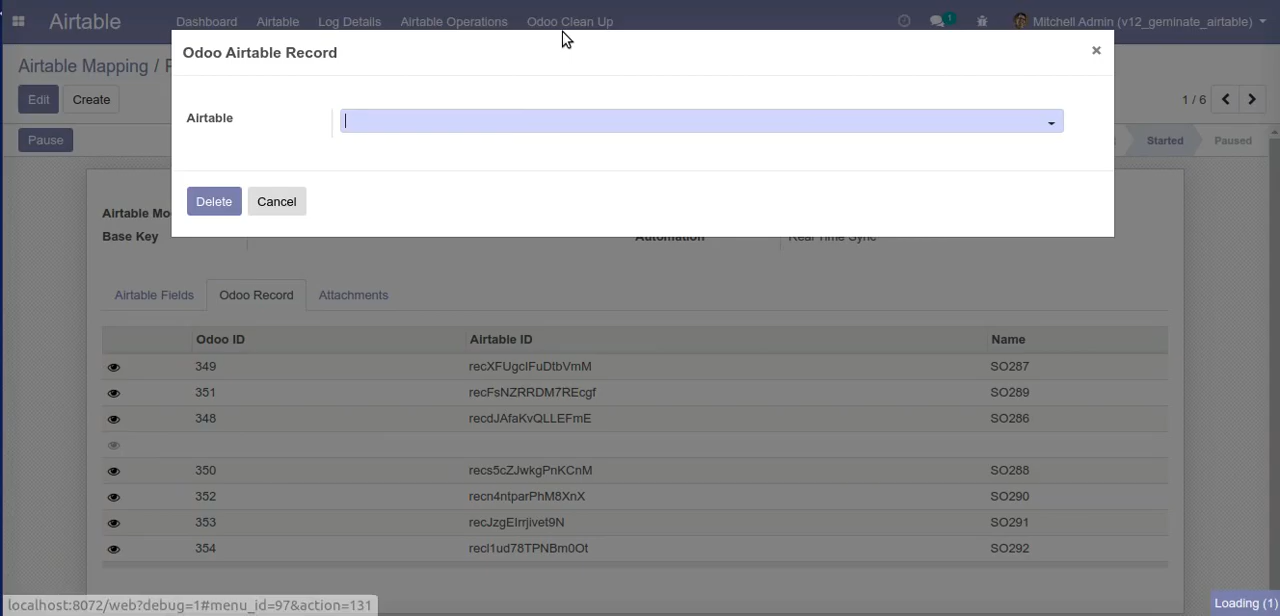 Airtable Dashboard Airtable Log Details Airtable Operations Odoo Clean Up 1 Mitchell Admin (v12_geminate_airtable)
Odoo Airtable Record ×
Airtable Mapping /
Edit Create 1 / 6
Airtable
Pause Started Paused
Delete Cancel
Airtable Mo
Base Key Automation Real Time Sync
Airtable Fields Odoo Record Attachments
Odoo ID Airtable ID Name
349 recXFUgclFuDtbVmM SO287
351 recFsNZRRDM7REcgf SO289
348 recdJAfaKvQLLEFmE SO286
350 recs5cZJwkgPnKCnM SO288
352 recn4ntparPhM8XnX SO290
353 recJzgEIrrjivet9N SO291
354 recl1ud78TPNBm0Ot SO292
localhost:8072/web?debug=1#menu_id=97&action=131
Loading (1)